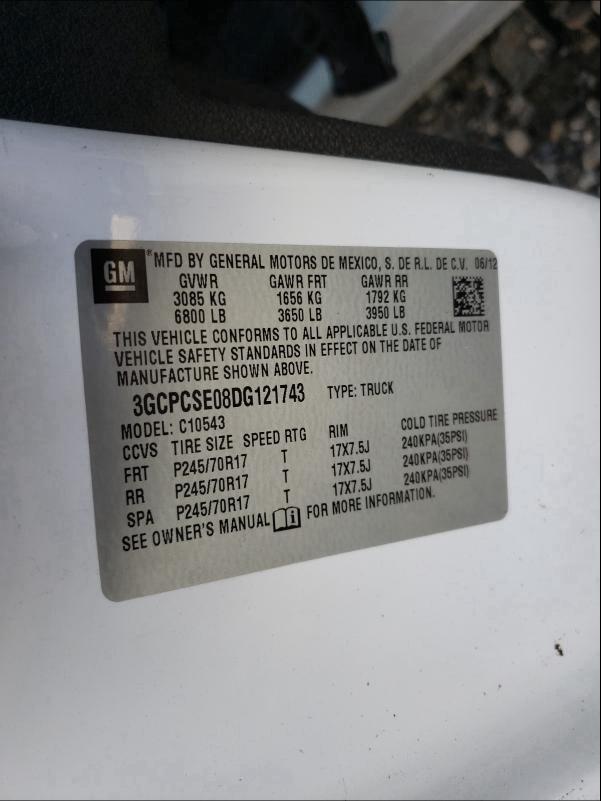 GM ® MFD BY GENERAL MOTORS DE MEXICO, S. DE R.L. DE C.V. 06/12
GVWR GAWR FRT GAWR RR
3085 KG 1656 KG 1792 KG
6800 LB 3650 LB 3950 LB
THIS VEHICLE CONFORMS TO ALL APPLICABLE U.S. FEDERAL MOTOR
VEHICLE SAFETY STANDARDS IN EFFECT ON THE DATE OF
MANUFACTURE SHOWN ABOVE.
3GCPCSE08DG121743 TYPE: TRUCK
MODEL: C10543
CCVS TIRE SIZE SPEED RTG RIM COLD TIRE PRESSURE
FRT P245/70R17 T 17X7.5J 240KPA(35PSI)
RR P245/70R17 T 17X7.5J 240KPA(35PSI)
SPA P245/70R17 T 17X7.5J 240KPA(35PSI)
SEE OWNER'S MANUAL FOR MORE INFORMATION.